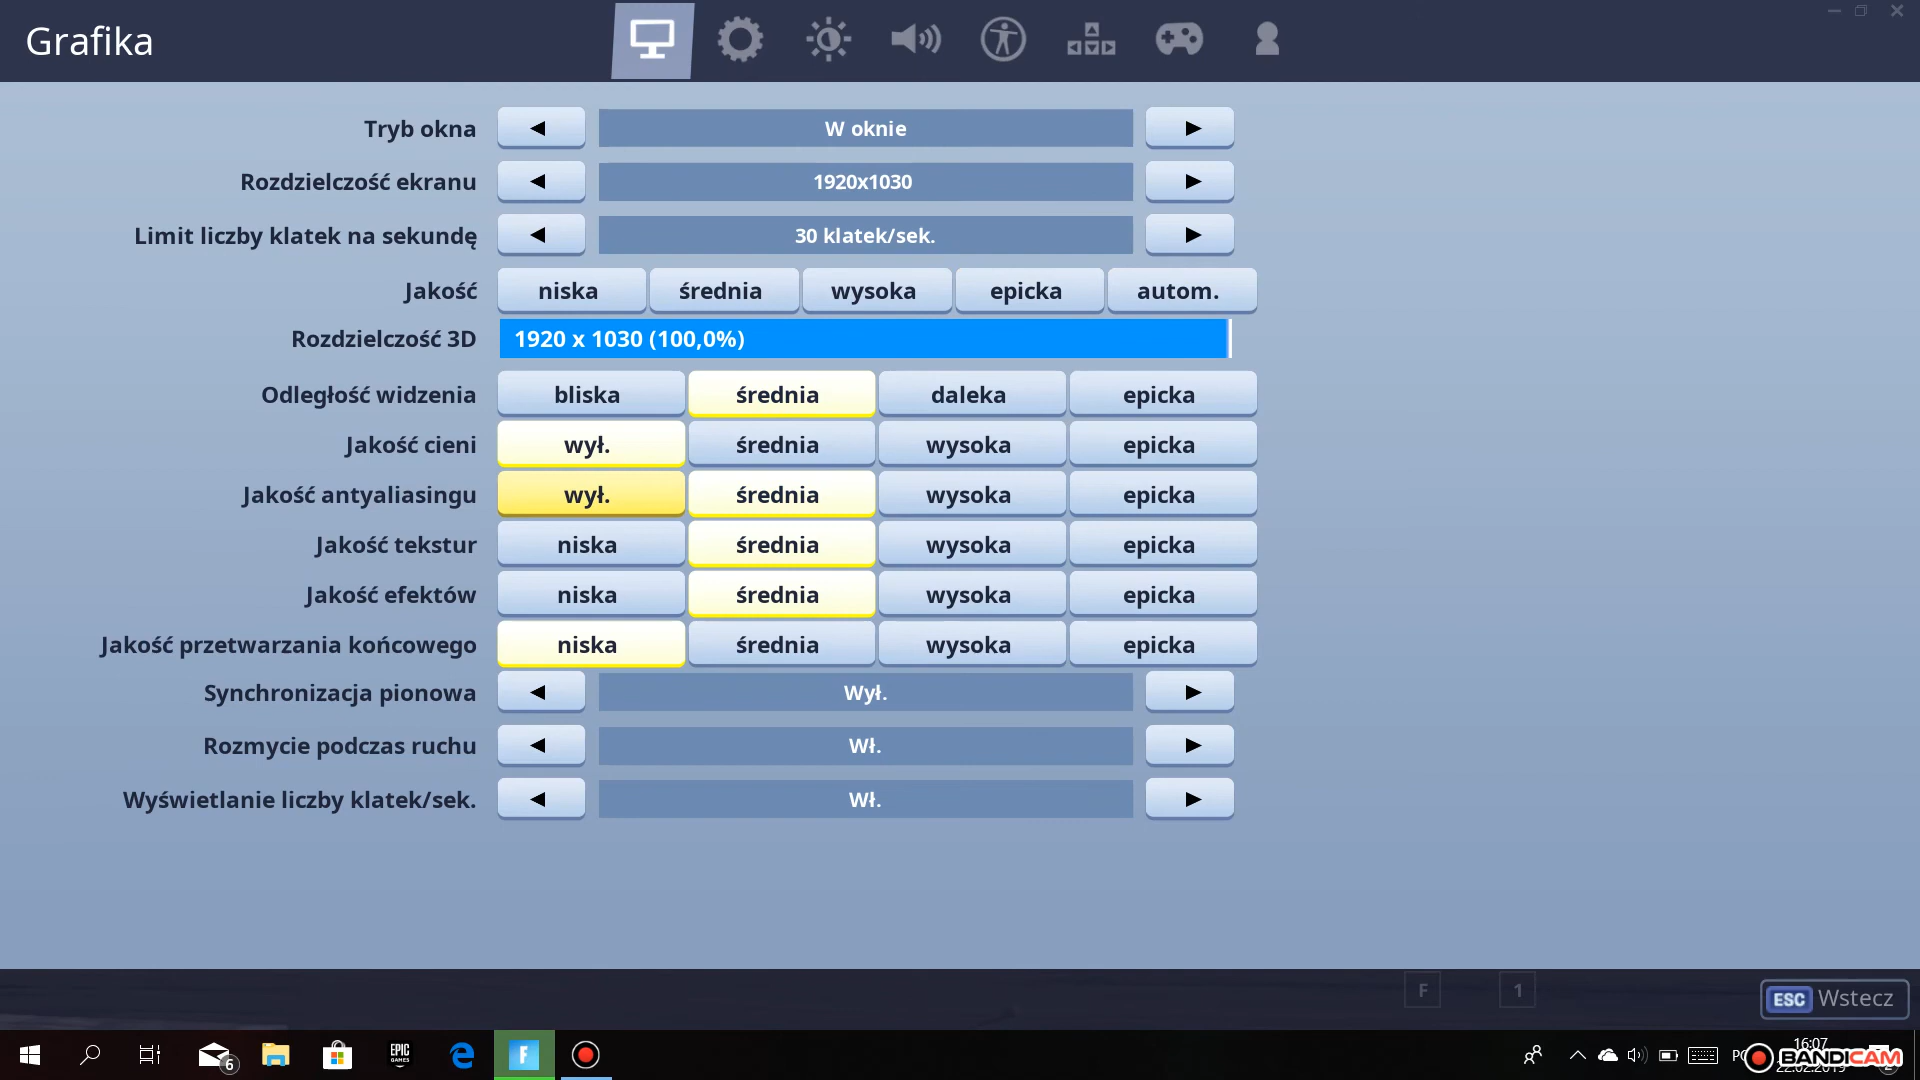 Grafika
Tryb okna
W oknie
Rozdzielczość ekranu
1920x1030
Limit liczby klatek na sekundę
30 klatek/sek.
Jakość niska średnia wysoka epicka autom.
Rozdzielczość 3D
1920 x 1030 (100,0%)
Odległość widzenia bliska średnia daleka epicka
Jakość cieni wył. średnia wysoka epicka
Jakość antyaliasingu wył. średnia wysoka epicka
Jakość tekstur niska średnia wysoka epicka
Jakość efektów niska średnia wysoka epicka
Jakość przetwarzania końcowego niska średnia wysoka epicka
Synchronizacja pionowa
Wył.
Rozmycie podczas ruchu
Wł.
Wyświetlanie liczby klatek/sek.
Wł.
F 1
ESC Wstecz
6
EPIC GAMES
F
16:07
22.02.2019
BANDICAM